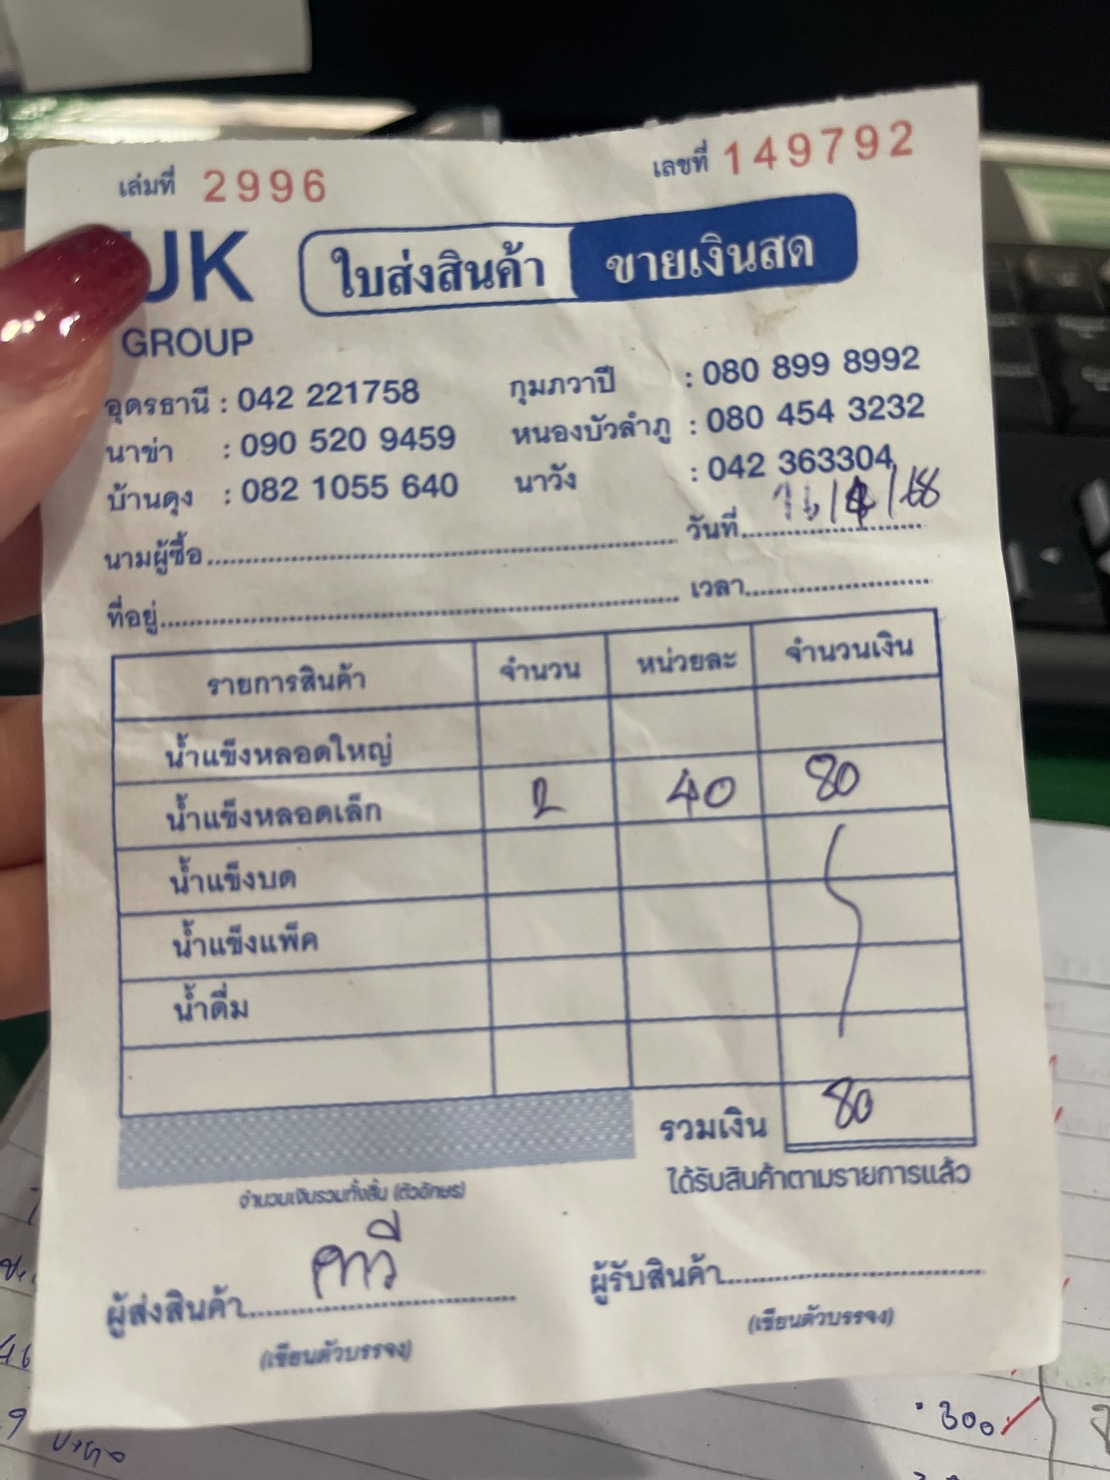 เล่มที่ 2996 เลขที่ 149792
UK ใบส่งสินค้า ขายเงินสด
GROUP
อุดรธานี : 042 221758 กุมภวาปี : 080 899 8992
นาข่า : 090 520 9459 หนองบัวลำภู : 080 454 3232
บ้านดุง : 082 1055 640 นาวัง : 042 363304
นามผู้ซื้อ วันที่
ที่อยู่ เวลา
รายการสินค้า จำนวน หน่วยละ จำนวนเงิน
น้ำแข็งหลอดใหญ่
น้ำแข็งหลอดเล็ก 2 40 80
น้ำแข็งบด
น้ำแข็งแพ็ค
น้ำดื่ม
รวมเงิน 80
ได้รับสินค้าตามรายการแล้ว
จำนวนเงินรวมทั้งสิ้น (ตัวอักษร)
ผู้ส่งสินค้า ผู้รับสินค้า
(เขียนตัวบรรจง) (เขียนตัวบรรจง)
300